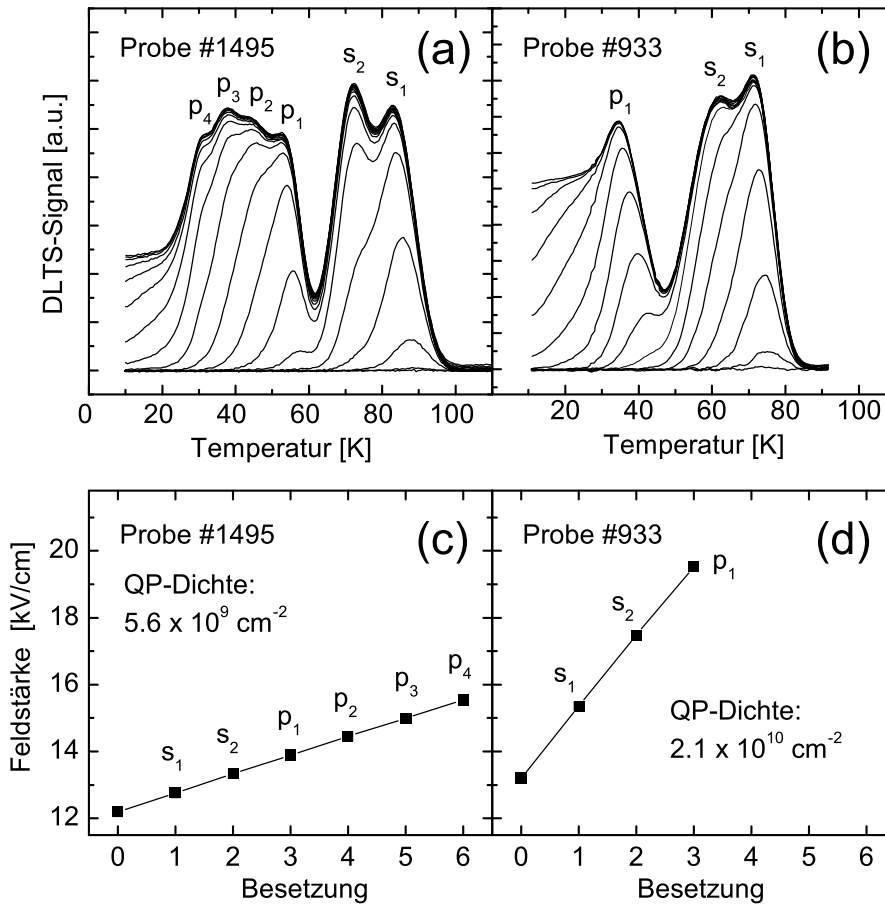 Probe #1495
(a)
p₄
p₃
p₂
p₁
s₂
s₁
DLTS-Signal [a.u.]
0 20 40 60 80 100
Temperatur [K]
Probe #933
(b)
p₁
s₂
s₁
20 40 60 80 100
Temperatur [K]
Probe #1495
(c)
QP-Dichte:
5.6 x 10⁹ cm⁻²
s₁
s₂
p₁
p₂
p₃
p₄
Feldstärke [kV/cm]
20
18
16
14
12
0 1 2 3 4 5 6
Besetzung
Probe #933
(d)
s₁
s₂
p₁
QP-Dichte:
2.1 x 10¹⁰ cm⁻²
0 1 2 3 4 5 6
Besetzung